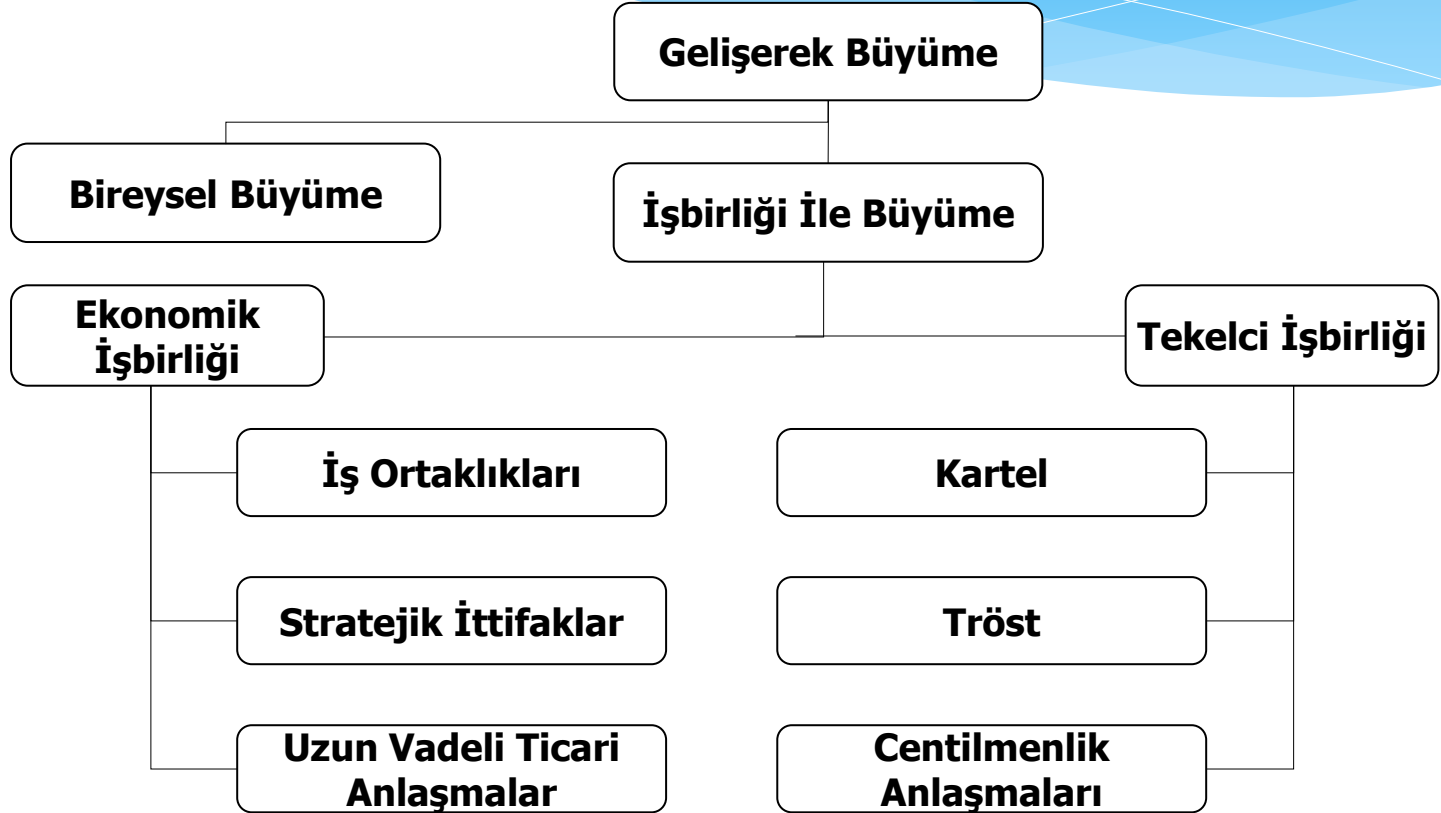 Gelişerek Büyüme
Bireysel Büyüme
İşbirliği İle Büyüme
Ekonomik
İşbirliği
Tekelci İşbirliği
İş Ortaklıkları
Kartel
Stratejik İttifaklar
Tröst
Uzun Vadeli Ticari
Anlaşmalar
Centilmenlik
Anlaşmaları